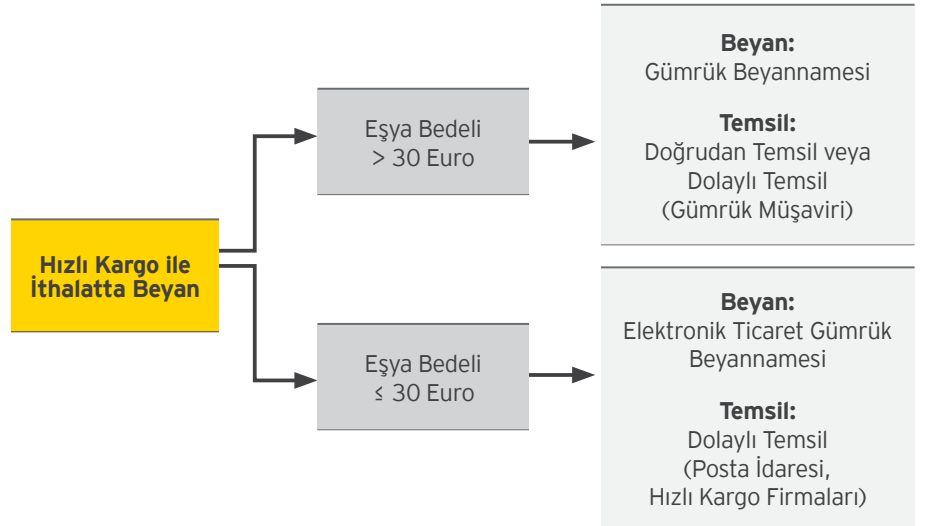 Hızlı Kargo ile
İthalatta Beyan
Eşya Bedeli
> 30 Euro
Beyan:
Gümrük Beyannamesi
Temsil:
Doğrudan Temsil veya
Dolaylı Temsil
(Gümrük Müşaviri)
Eşya Bedeli
≤ 30 Euro
Beyan:
Elektronik Ticaret Gümrük
Beyannamesi
Temsil:
Dolaylı Temsil
(Posta İdaresi,
Hızlı Kargo Firmaları)